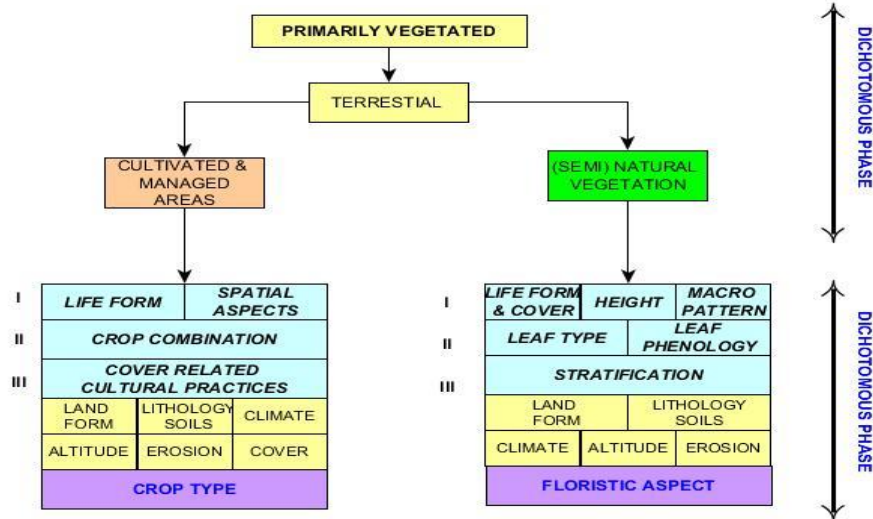 PRIMARILY VEGETATED
TERRESTIAL
CULTIVATED &
MANAGED
AREAS
(SEMI) NATURAL
VEGETATION
DICHOTOMOUS PHASE
I
LIFE FORM
SPATIAL
ASPECTS
II
CROP COMBINATION
III
COVER RELATED
CULTURAL PRACTICES
LAND
FORM
LITHOLOGY
SOILS
CLIMATE
ALTITUDE
EROSION
COVER
CROP TYPE
I
LIFE FORM
& COVER
HEIGHT
MACRO
PATTERN
II
LEAF TYPE
LEAF
PHENOLOGY
III
STRATIFICATION
LAND
FORM
LITHOLOGY
SOILS
CLIMATE
ALTITUDE
EROSION
FLORISTIC ASPECT
DICHOTOMOUS PHASE